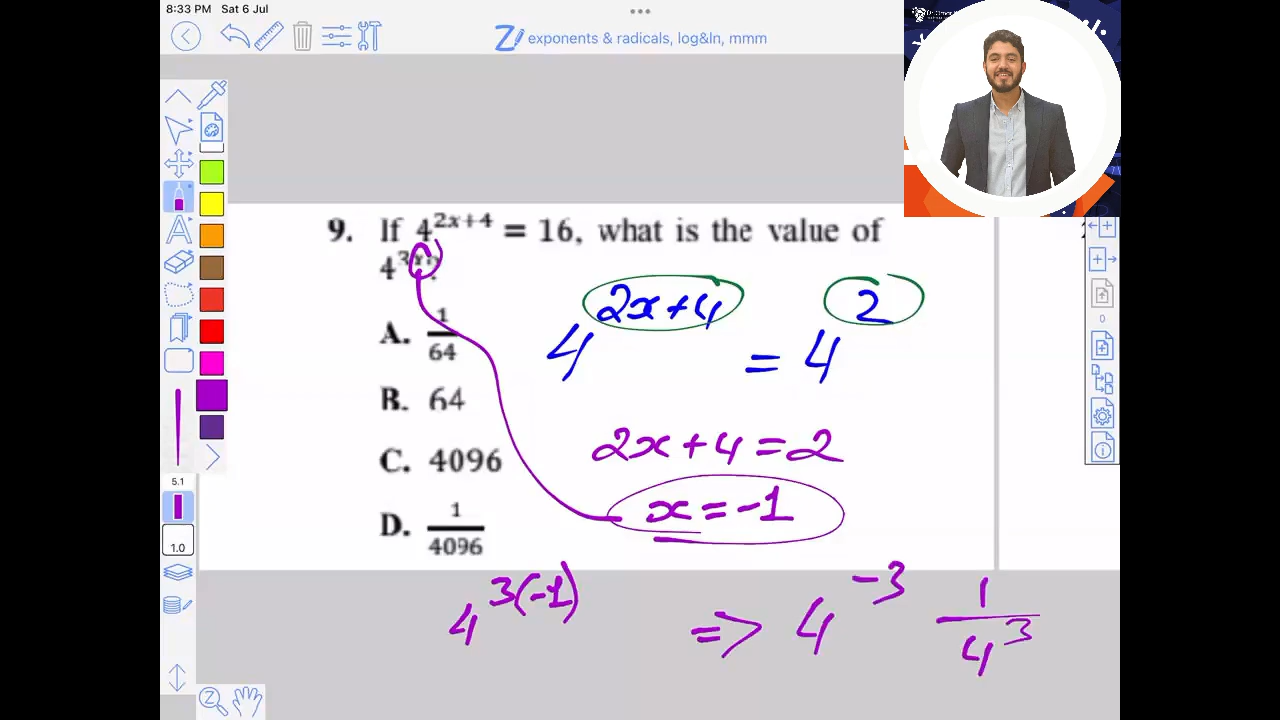 8:33 PM Sat 6 Jul
exponents & radicals, log&ln, mmm
9. If 4^{2x+4} = 16, what is the value of
4^{3x}?
A. 1/64
B. 64
C. 4096
D. 1/4096
4^{2x+4} = 4^{2}
2x+4=2
x=-1
4^{3(-1)} => 4^{-3} 1/4^{3}
5.1
1.0
0